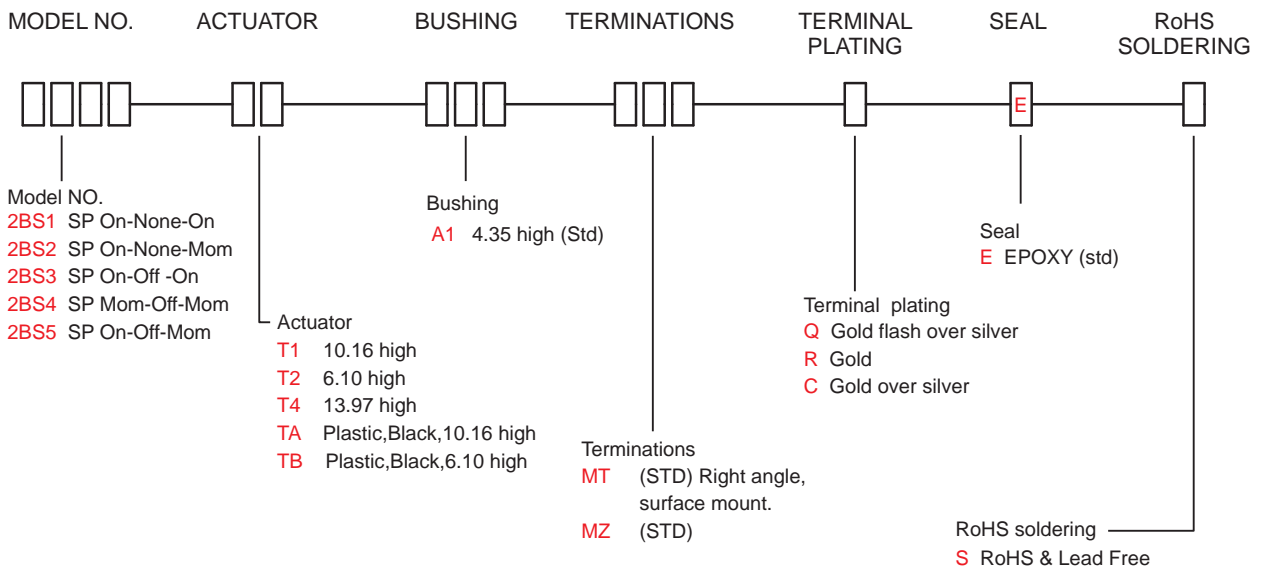 MODEL NO. ACTUATOR BUSHING TERMINATIONS TERMINAL PLATING SEAL RoHS SOLDERING
E
Model NO.
2BS1 SP On-None-On
2BS2 SP On-None-Mom
2BS3 SP On-Off -On
2BS4 SP Mom-Off-Mom
2BS5 SP On-Off-Mom
Actuator
T1 10.16 high
T2 6.10 high
T4 13.97 high
TA Plastic,Black,10.16 high
TB Plastic,Black,6.10 high
Bushing
A1 4.35 high (Std)
Terminations
MT (STD) Right angle,
surface mount.
MZ (STD)
Terminal plating
Q Gold flash over silver
R Gold
C Gold over silver
Seal
E EPOXY (std)
RoHS soldering
S RoHS & Lead Free